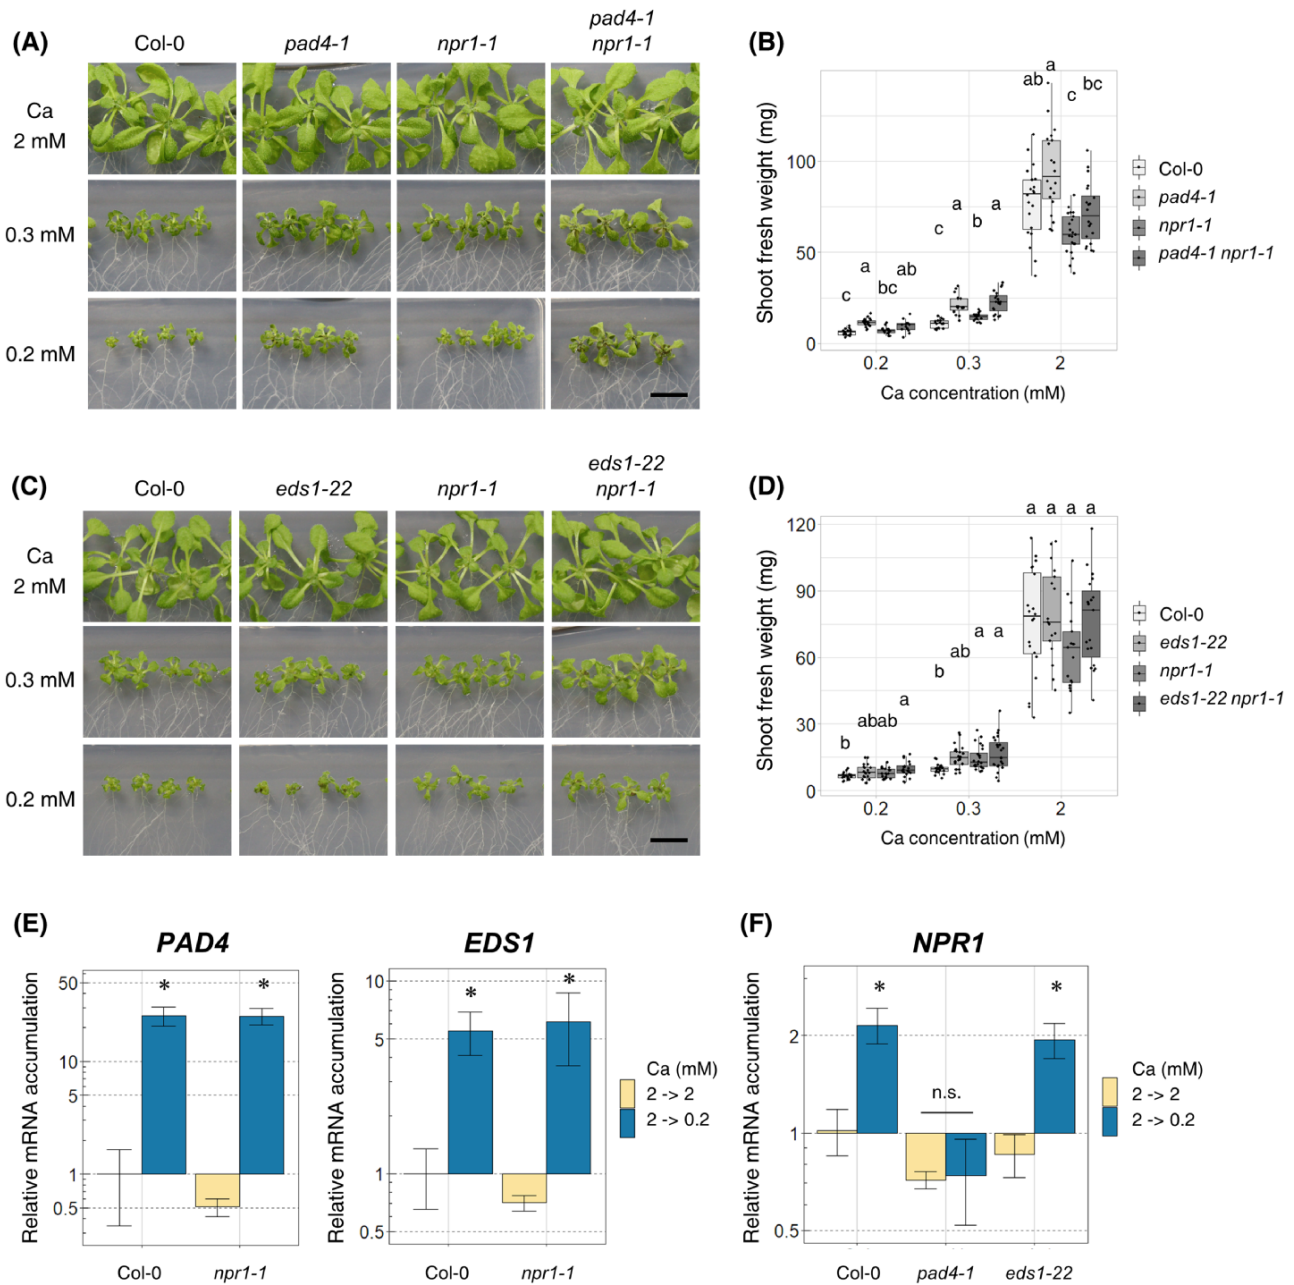 (A)
Col-0
pad4-1
npr1-1
pad4-1
npr1-1
Ca
2 mM
0.3 mM
0.2 mM
(B)
Shoot fresh weight (mg)
100
50
0
c
a
bc
ab
c
a
b
a
ab
a
c
bc
0.2
0.3
2
Ca concentration (mM)
Col-0
pad4-1
npr1-1
pad4-1 npr1-1
(C)
Col-0
eds1-22
npr1-1
eds1-22
npr1-1
Ca
2 mM
0.3 mM
0.2 mM
(D)
Shoot fresh weight (mg)
120
90
60
30
0
b
ab
ab
a
b
ab
a
a
a
a
a
a
0.2
0.3
2
Ca concentration (mM)
Col-0
eds1-22
npr1-1
eds1-22 npr1-1
(E)
PAD4
Relative mRNA accumulation
50
10
5
1
0.5
*
*
Col-0
npr1-1
EDS1
Relative mRNA accumulation
10
5
1
0.5
*
*
Col-0
npr1-1
Ca (mM)
2 -> 2
2 -> 0.2
(F)
NPR1
Relative mRNA accumulation
2
1
0.5
*
n.s.
*
Col-0
pad4-1
eds1-22
Ca (mM)
2 -> 2
2 -> 0.2